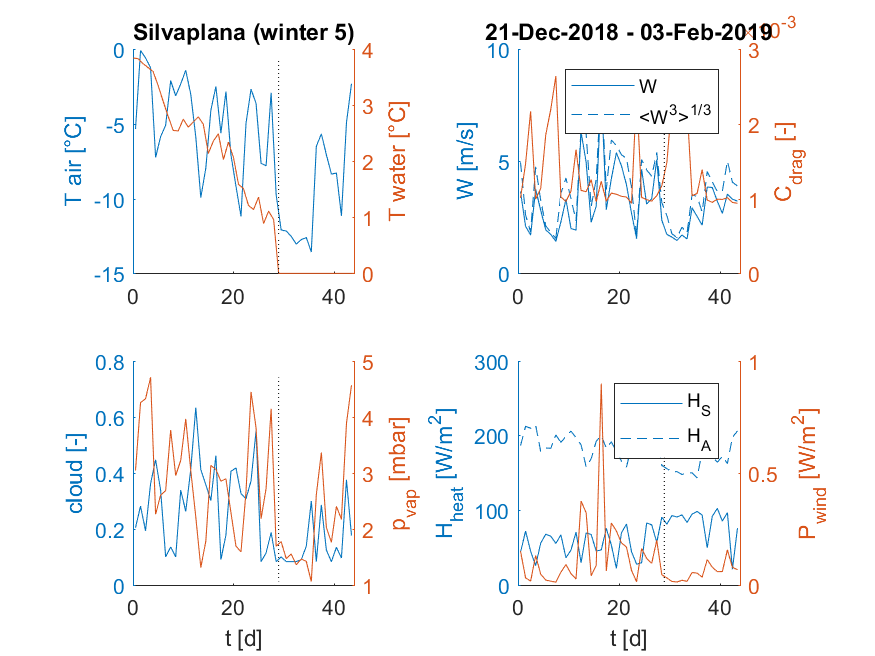 Silvaplana (winter 5)
21-Dec-2018 - 03-Feb-2019
×10^-3
0
-5
-10
-15
T air [°C]
4
3
2
1
0
T water [°C]
0
20
40
10
5
0
W [m/s]
W
<W^3>^1/3
3
2
1
0
C_drag [-]
0
20
40
0.8
0.6
0.4
0.2
0
cloud [-]
5
4
3
2
1
p_vap [mbar]
0
20
40
t [d]
300
200
100
0
H_heat [W/m^2]
H_S
H_A
1
0.5
0
P_wind [W/m^2]
0
20
40
t [d]